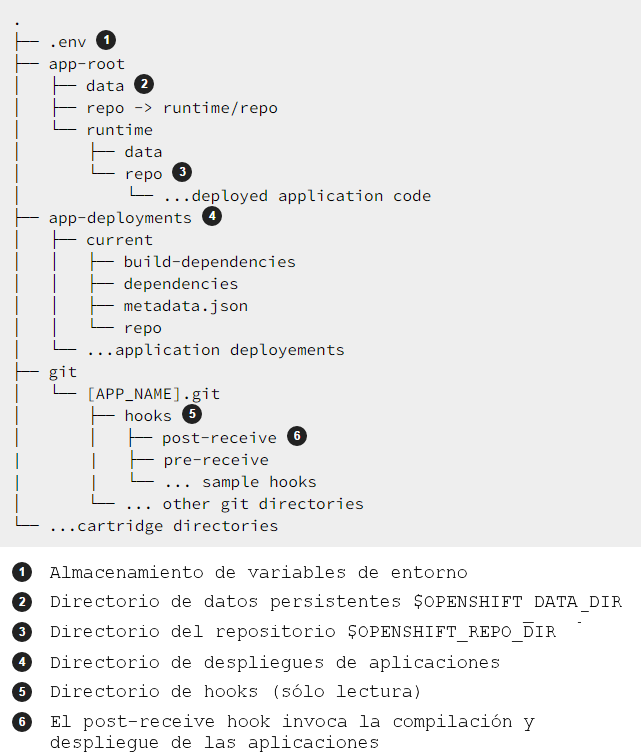 .
├── .env 1
├── app-root
│   ├── data 2
│   ├── repo -> runtime/repo
│   └── runtime
│       ├── data
│       └── repo 3
│           └── ...deployed application code
├── app-deployments 4
│   ├── current
│   │   ├── build-dependencies
│   │   ├── dependencies
│   │   ├── metadata.json
│   │   └── repo
│   └── ...application deployements
├── git
│   └── [APP_NAME].git
│       ├── hooks 5
│       │   ├── post-receive 6
│       │   ├── pre-receive
│       │   └── ... sample hooks
│       └── ... other git directories
└── ...cartridge directories
1 Almacenamiento de variables de entorno
2 Directorio de datos persistentes $OPENSHIFT_DATA_DIR
3 Directorio del repositorio $OPENSHIFT_REPO_DIR
4 Directorio de despliegues de aplicaciones
5 Directorio de hooks (sólo lectura)
6 El post-receive hook invoca la compilación y
despliegue de las aplicaciones